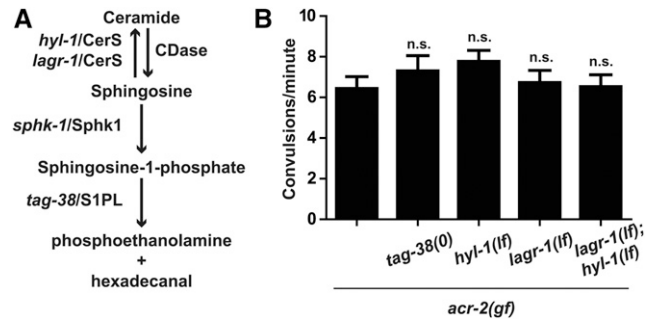 A
Ceramide
hyl-1/CerS
lagr-1/CerS
CDase
Sphingosine
sphk-1/Sphk1
Sphingosine-1-phosphate
tag-38/S1PL
phosphoethanolamine
+
hexadecanal
B
Convulsions/minute
10
8
6
4
2
0
n.s.
n.s.
n.s.
n.s.
tag-38(0)
hyl-1(lf)
lagr-1(lf)
lagr-1(lf);
hyl-1(lf)
acr-2(gf)